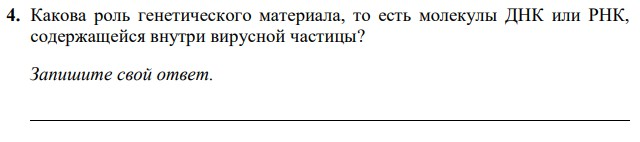 4. Какова роль генетического материала, то есть молекулы ДНК или РНК,
содержащейся внутри вирусной частицы?
Запишите свой ответ.